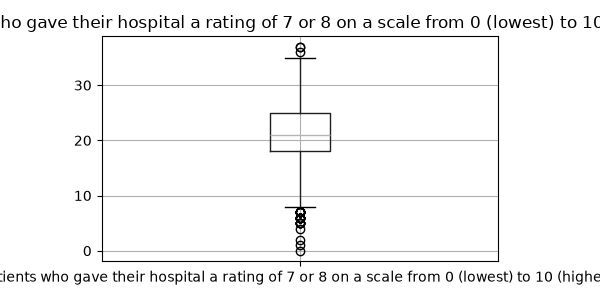 ho gave their hospital a rating of 7 or 8 on a scale from 0 (lowest) to 10
30
20
10
0
tients who gave their hospital a rating of 7 or 8 on a scale from 0 (lowest) to 10 (highe